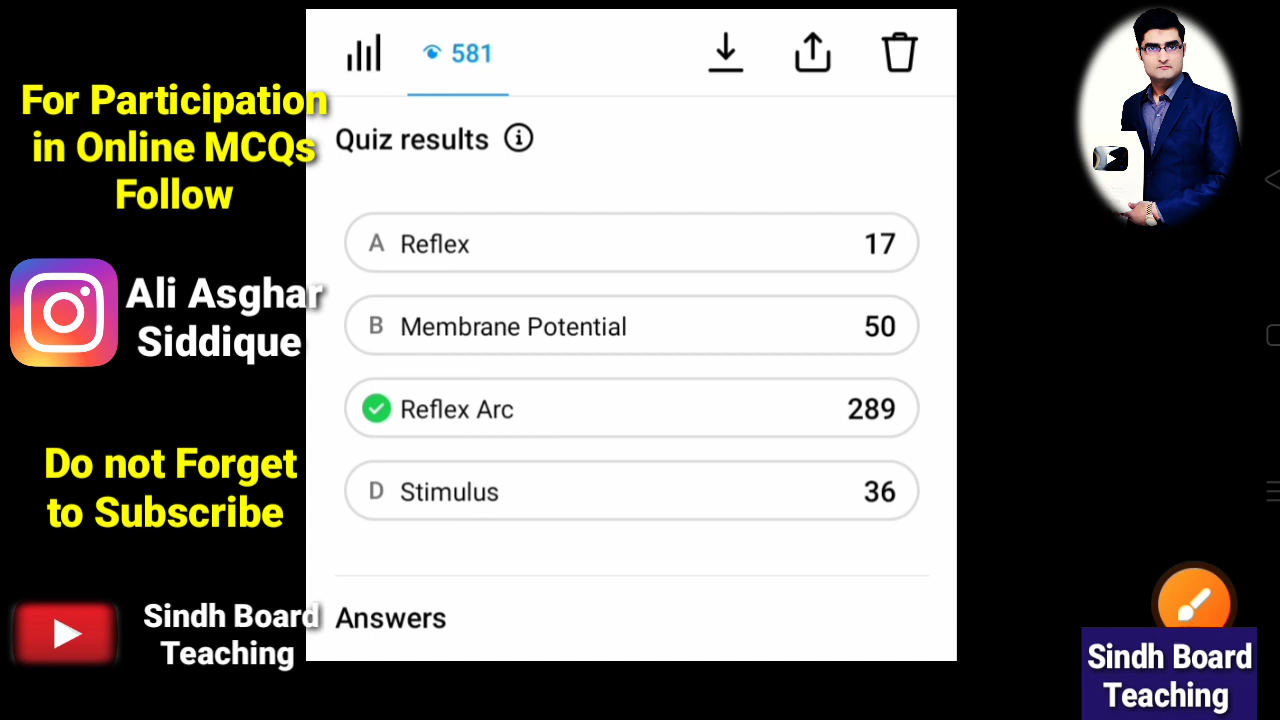 581
For Participation
in Online MCQs
Follow
Quiz results
A Reflex 17
B Membrane Potential 50
Reflex Arc 289
D Stimulus 36
Ali Asghar
Siddique
Do not Forget
to Subscribe
Answers
Sindh Board
Teaching
Sindh Board
Teaching